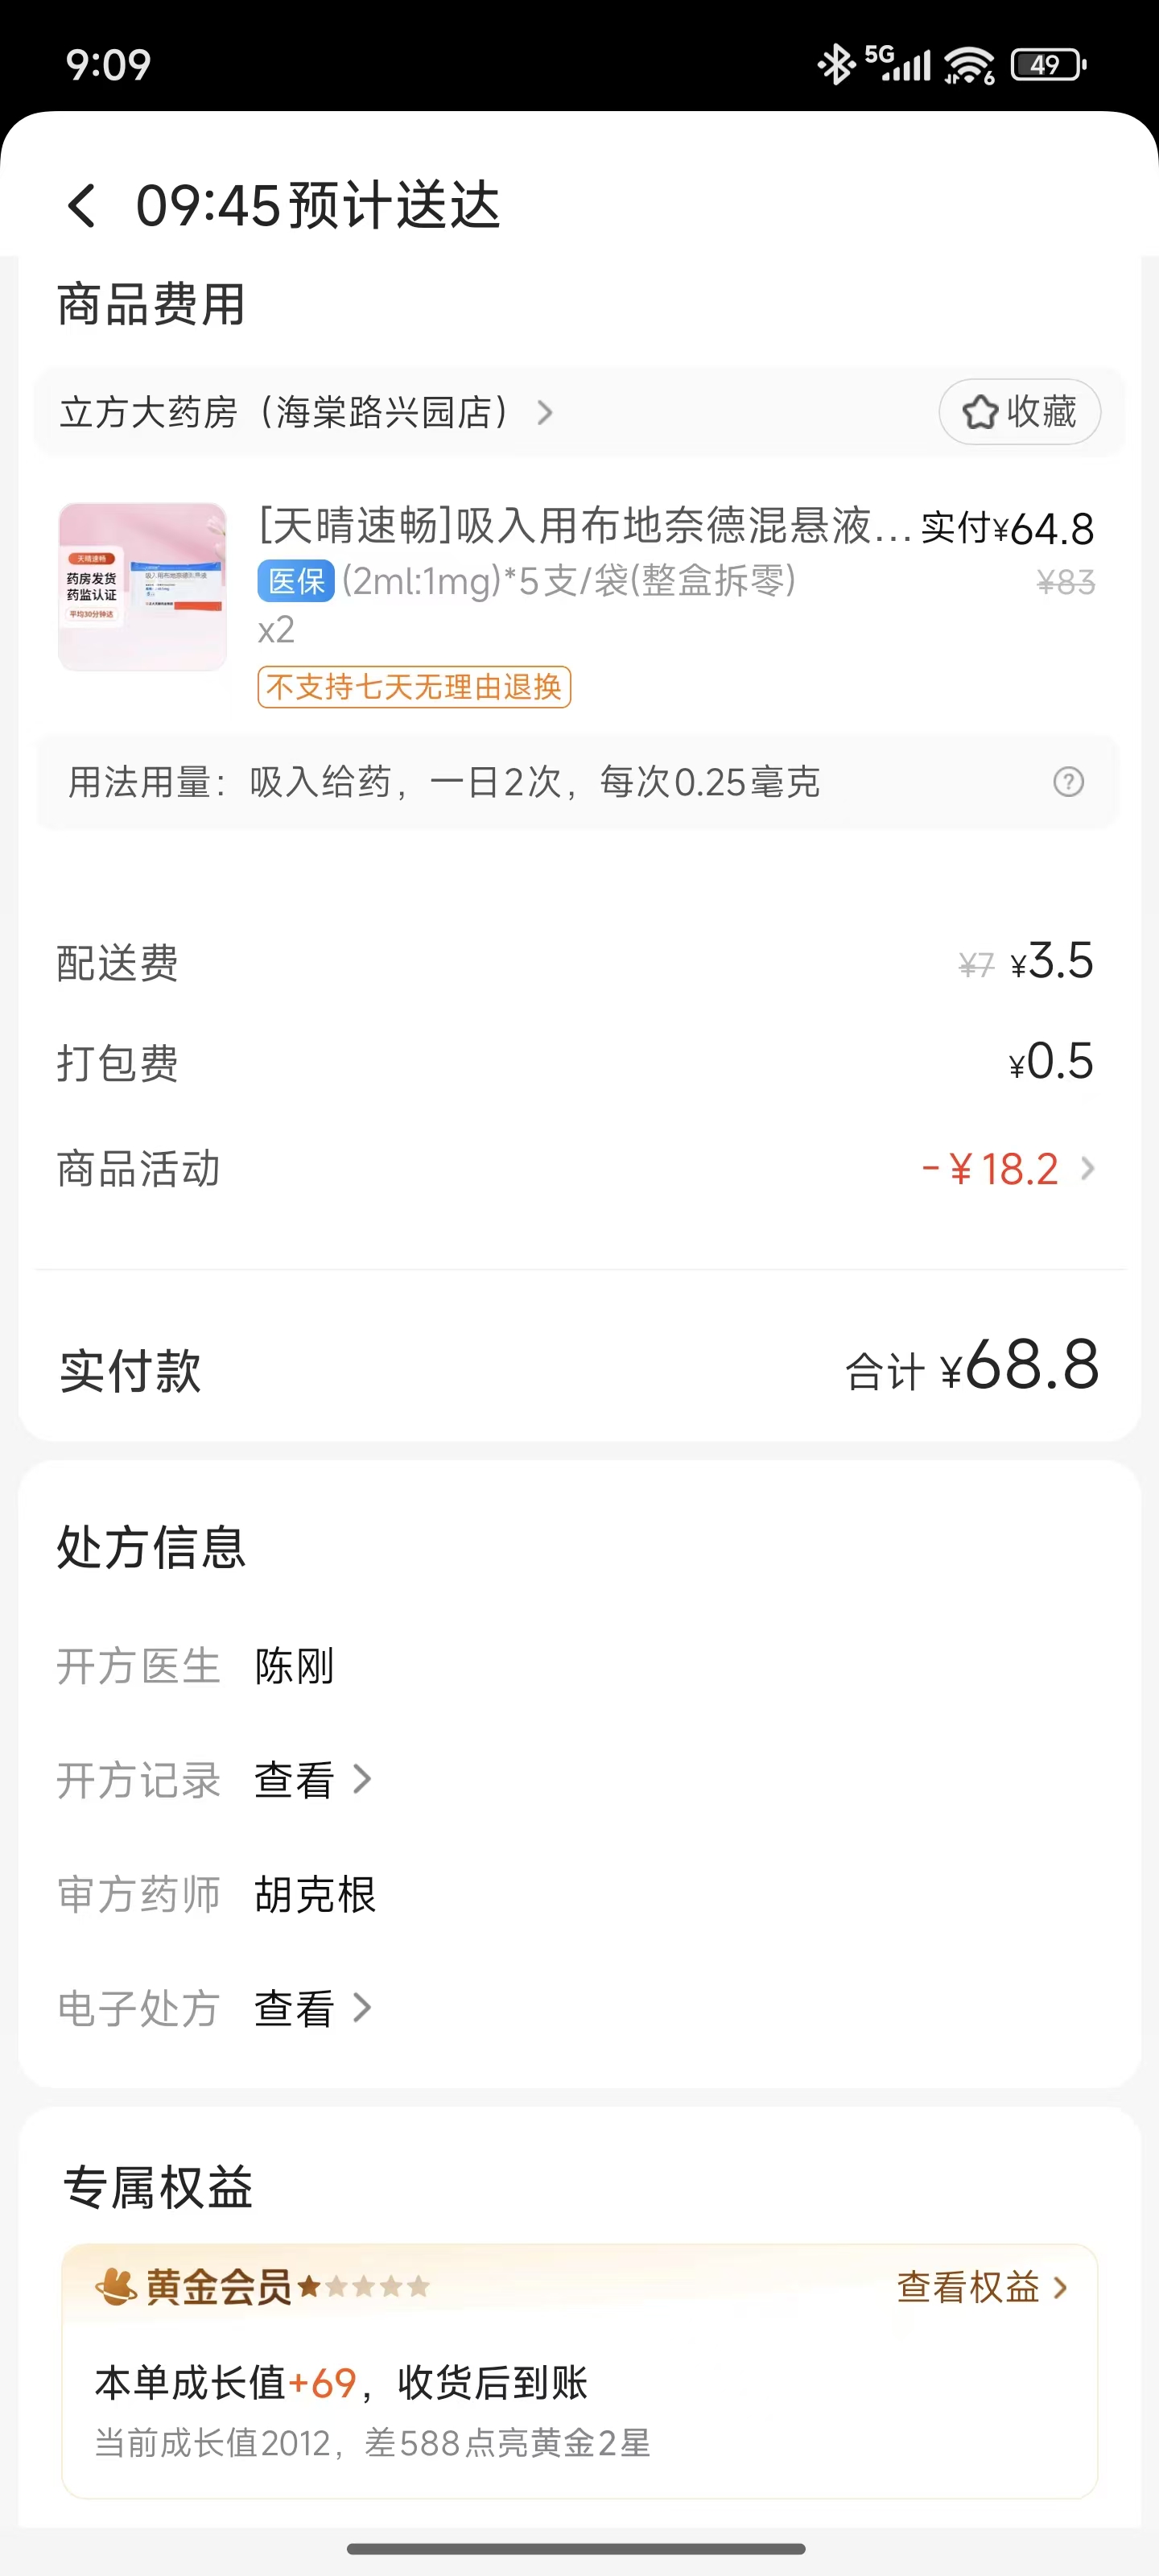 9:09
5G
6
49
09:45预计送达
商品费用
立方大药房（海棠路兴园店）
收藏
[天晴速畅]吸入用布地奈德混悬液... 实付¥64.8
医保 (2ml:1mg)*5支/袋(整盒拆零) ¥83
x2
不支持七天无理由退换
天晴速畅
药房发货
药监认证
平均30分钟达
用法用量：吸入给药，一日2次，每次0.25毫克
配送费 ¥7 ¥3.5
打包费 ¥0.5
商品活动 -¥18.2
实付款 合计 ¥68.8
处方信息
开方医生 陈刚
开方记录 查看
审方药师 胡克根
电子处方 查看
专属权益
黄金会员 查看权益
本单成长值+69，收货后到账
当前成长值2012，差588点亮黄金2星